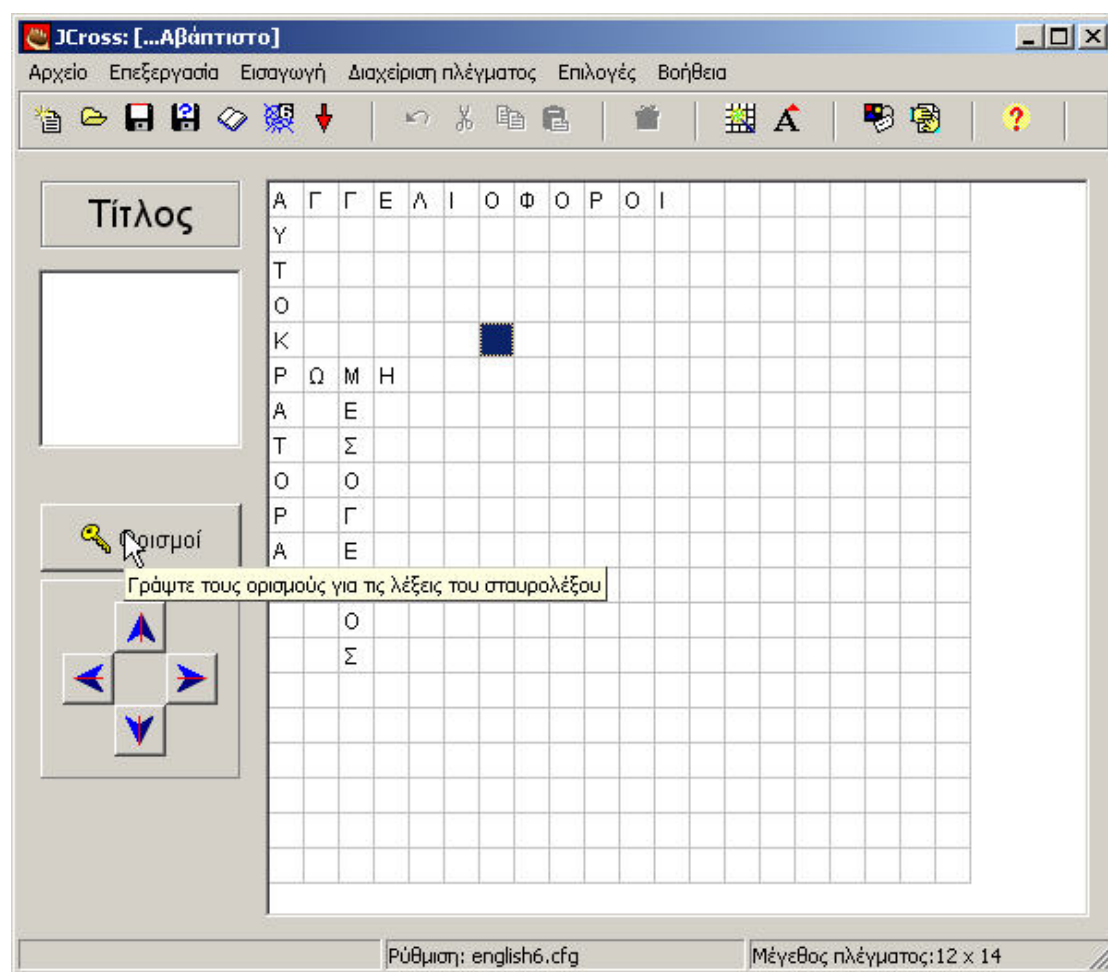 JCross: [...Αβάπτιστο]
Αρχείο Επεξεργασία Εισαγωγή Διαχείριση πλέγματος Επιλογές Βοήθεια
Τίτλος
Α Γ Γ Ε Λ Ι Ο Φ Ο Ρ Ο Ι
Υ
Τ
Ο
Κ
Ρ Ω Μ Η
Α Ε
Τ Σ
Ο Ο
Ρ Γ
Α Ε
Ορισμοί
Γράψτε τους ορισμούς για τις λέξεις του σταυρολέξου
Ο
Σ
Ρύθμιση: english6.cfg
Μέγεθος πλέγματος:12 x 14